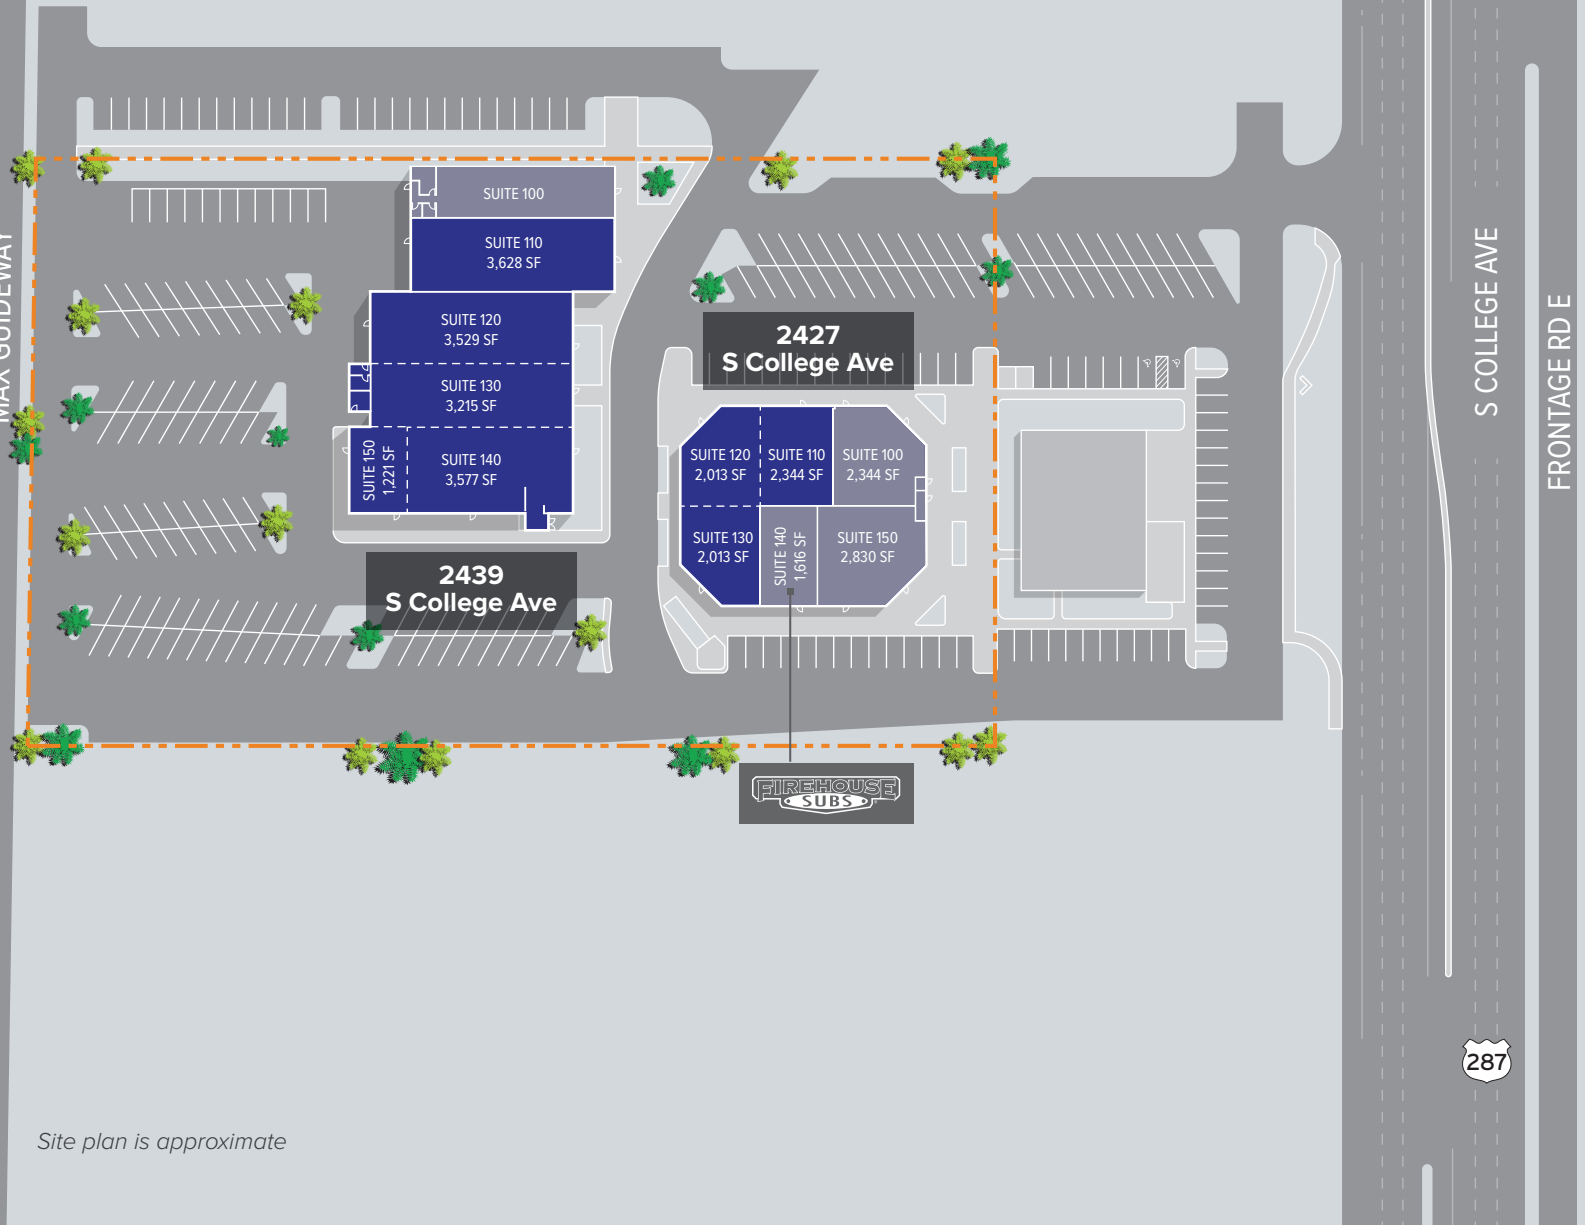 MAX GUIDEWAY
SUITE 100
SUITE 110
3,628 SF
SUITE 120
3,529 SF
SUITE 130
3,215 SF
SUITE 150
1,221 SF
SUITE 140
3,577 SF
2439
S College Ave
2427
S College Ave
SUITE 120
2,013 SF
SUITE 110
2,344 SF
SUITE 100
2,344 SF
SUITE 130
2,013 SF
SUITE 140
1,616 SF
SUITE 150
2,830 SF
FIREHOUSE
SUBS
S COLLEGE AVE
FRONTAGE RD E
287
Site plan is approximate